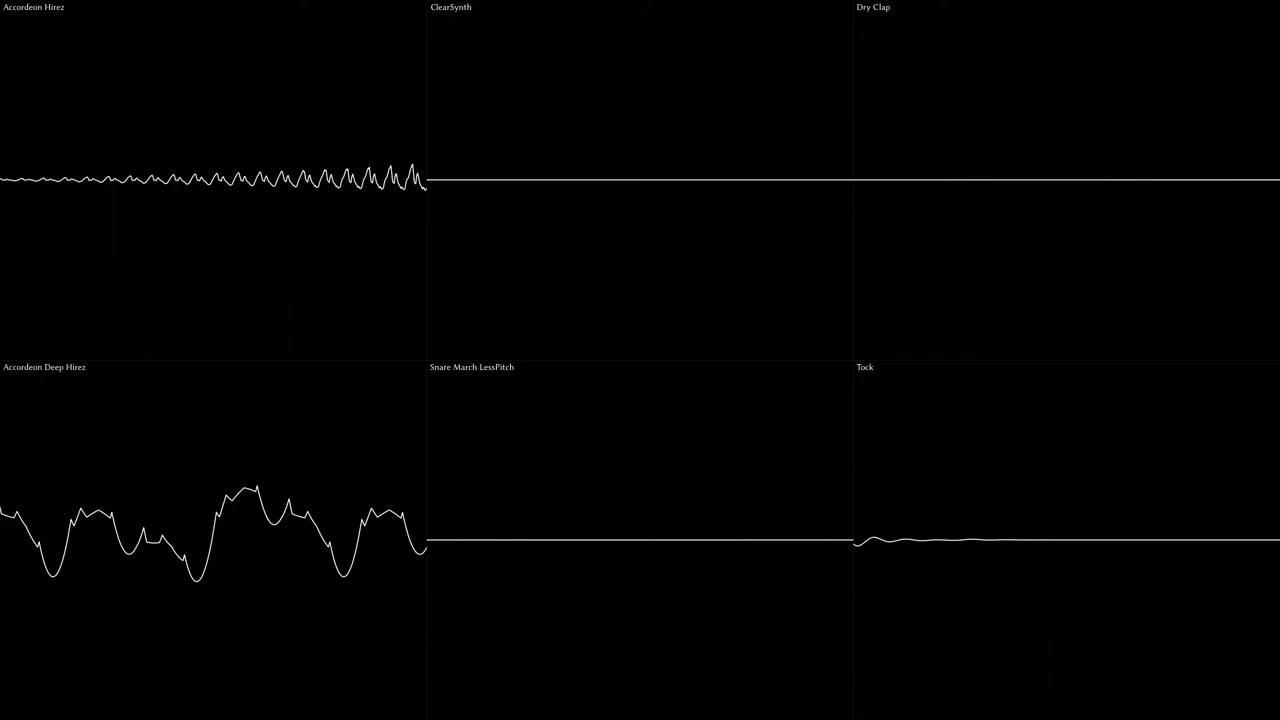 Accordeon Hirez
ClearSynth
Dry Clap
Accordeon Deep Hirez
Snare March LessPitch
Tock